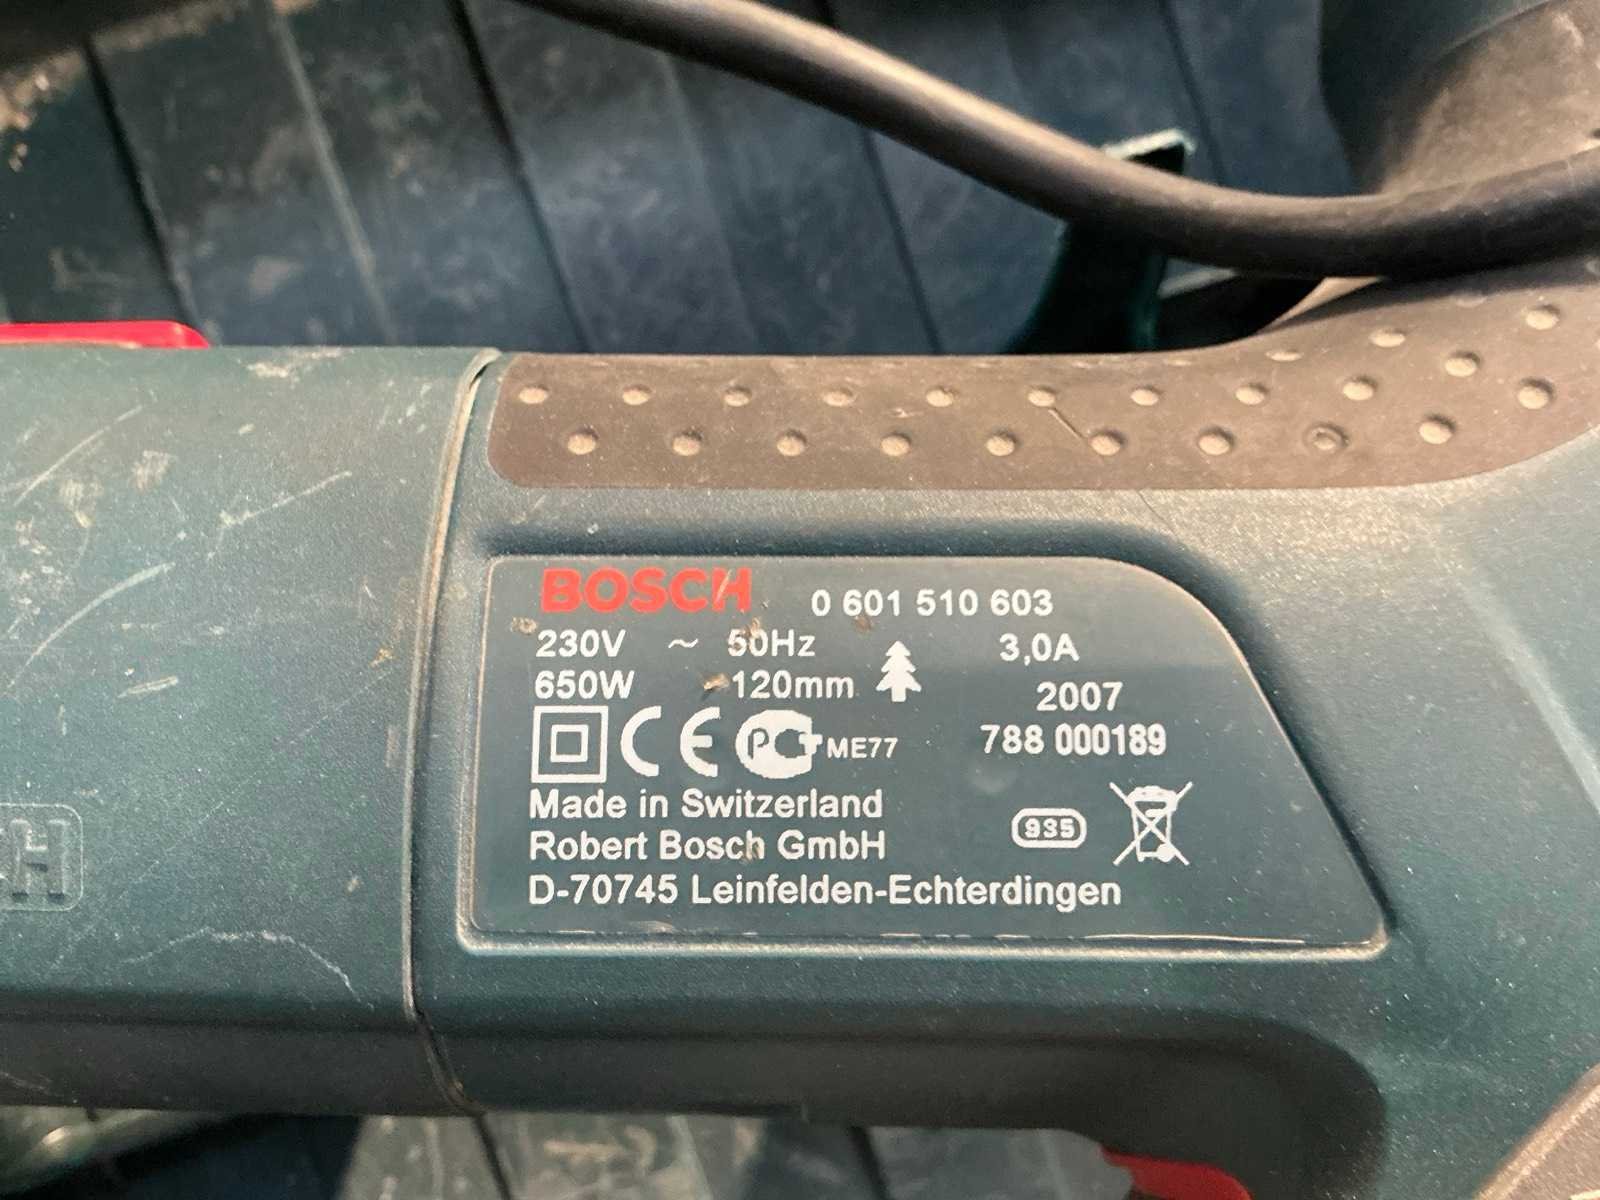 BOSCH 0 601 510 603
230V ~ 50Hz 3,0A
650W 120mm 2007
CE PCT ME77 788 000189
Made in Switzerland
Robert Bosch GmbH 935
D-70745 Leinfelden-Echterdingen